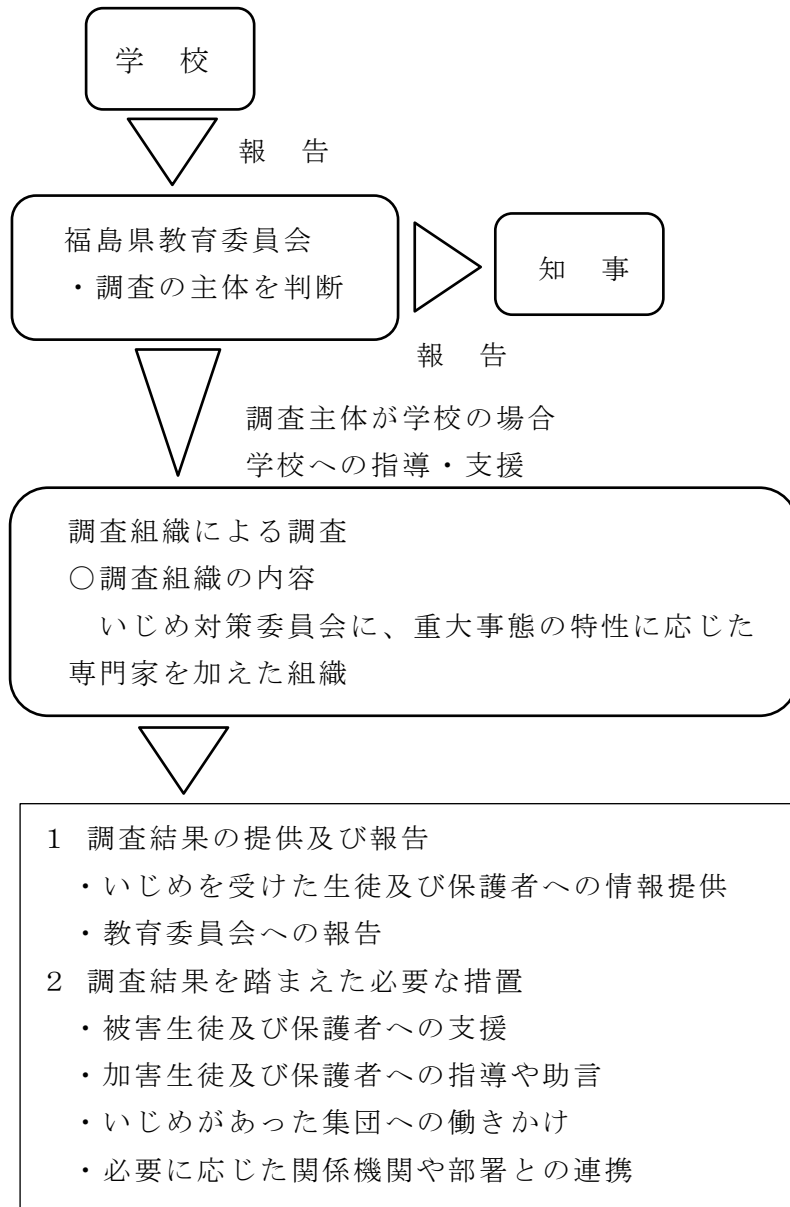 学　校
報　告
福島県教育委員会
・調査の主体を判断
知　事
報　告
調査主体が学校の場合
学校への指導・支援
調査組織による調査
○調査組織の内容
　いじめ対策委員会に、重大事態の特性に応じた
専門家を加えた組織
1　調査結果の提供及び報告
・いじめを受けた生徒及び保護者への情報提供
・教育委員会への報告
2　調査結果を踏まえた必要な措置
・被害生徒及び保護者への支援
・加害生徒及び保護者への指導や助言
・いじめがあった集団への働きかけ
・必要に応じた関係機関や部署との連携